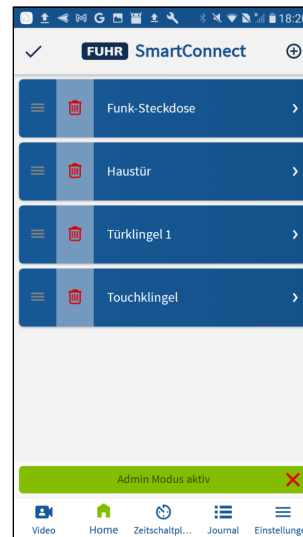 18:20
FUHR SmartConnect
Funk-Steckdose
Haustür
Türklingel 1
Touchklingel
Admin Modus aktiv
Video Home Zeitschaltpl... Journal Einstellunge